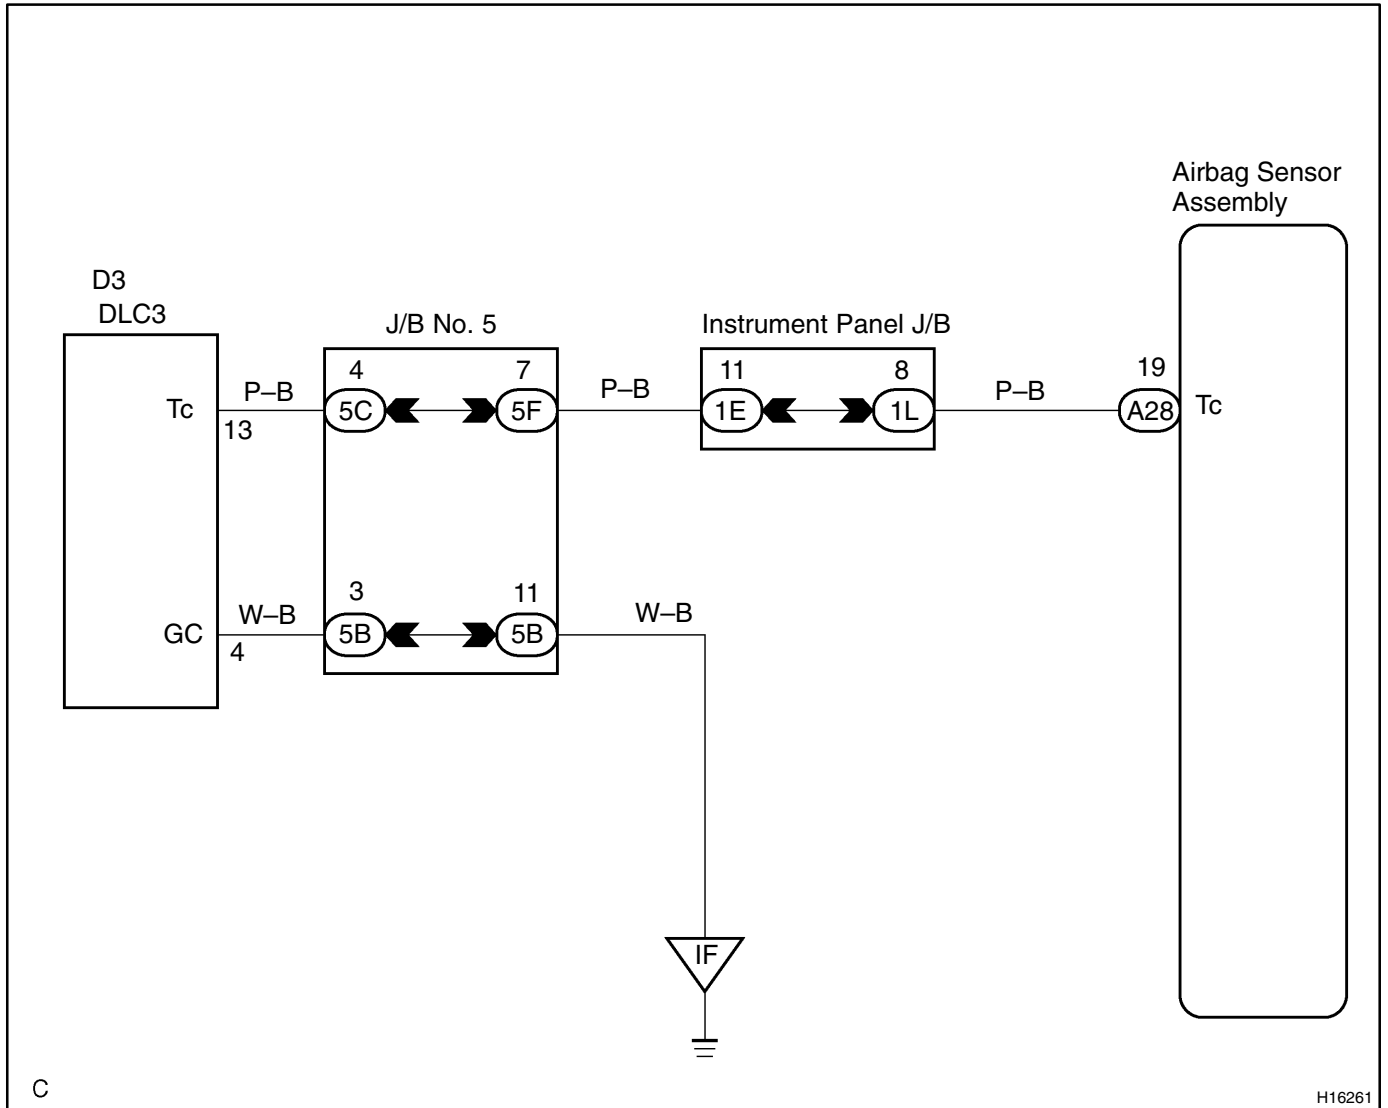 Airbag Sensor
Assembly
D3
DLC3
J/B No. 5
Instrument Panel J/B
4
7
11
8
19
P–B
P–B
P–B
Tc
5C
5F
1E
1L
A28
Tc
13
3
11
W–B
W–B
GC
5B
5B
4
IF
C
H16261